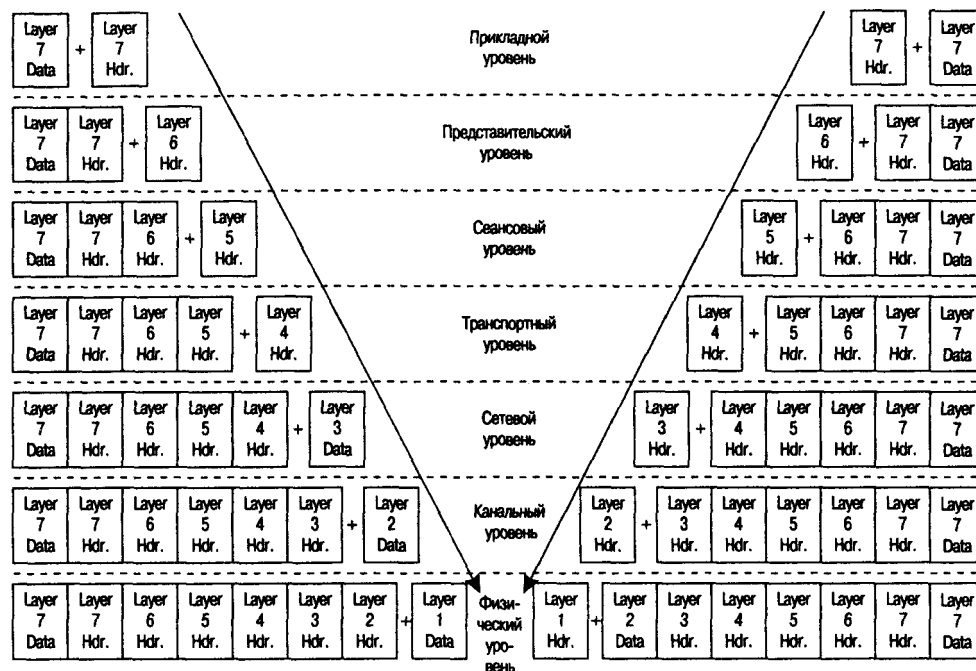 Layer Layer
7 + 7
Data Hdr.
Прикладной
уровень
Layer Layer
7 + 7
Hdr. Data
Layer Layer Layer
7 7 + 6
Data Hdr. Hdr.
Представительский
уровень
Layer Layer Layer
6 + 7 7
Hdr. Hdr. Data
Layer Layer Layer Layer
7 7 6 + 5
Data Hdr. Hdr. Hdr.
Сеансовый
уровень
Layer Layer Layer Layer
5 + 6 7 7
Hdr. Hdr. Hdr. Data
Layer Layer Layer Layer Layer
7 7 6 5 + 4
Data Hdr. Hdr. Hdr. Hdr.
Транспортный
уровень
Layer Layer Layer Layer Layer
4 + 5 6 7 7
Hdr. Hdr. Hdr. Hdr. Data
Layer Layer Layer Layer Layer Layer
7 7 6 5 4 + 3
Data Hdr. Hdr. Hdr. Hdr. Data
Сетевой
уровень
Layer Layer Layer Layer Layer Layer
3 + 4 5 6 7 7
Hdr. Hdr. Hdr. Hdr. Hdr. Data
Layer Layer Layer Layer Layer Layer Layer
7 7 6 5 4 3 + 2
Data Hdr. Hdr. Hdr. Hdr. Hdr. Data
Канальный
уровень
Layer Layer Layer Layer Layer Layer Layer
2 + 3 4 5 6 7 7
Hdr. Hdr. Hdr. Hdr. Hdr. Hdr. Data
Layer Layer Layer Layer Layer Layer Layer Layer
7 7 6 5 4 3 2 + 1
Data Hdr. Hdr. Hdr. Hdr. Hdr. Hdr. Data
Физи-
ческий
уро-
вень
Layer Layer Layer Layer Layer Layer Layer Layer
1 + 2 3 4 5 6 7 7
Hdr. Data Hdr. Hdr. Hdr. Hdr. Hdr. Data